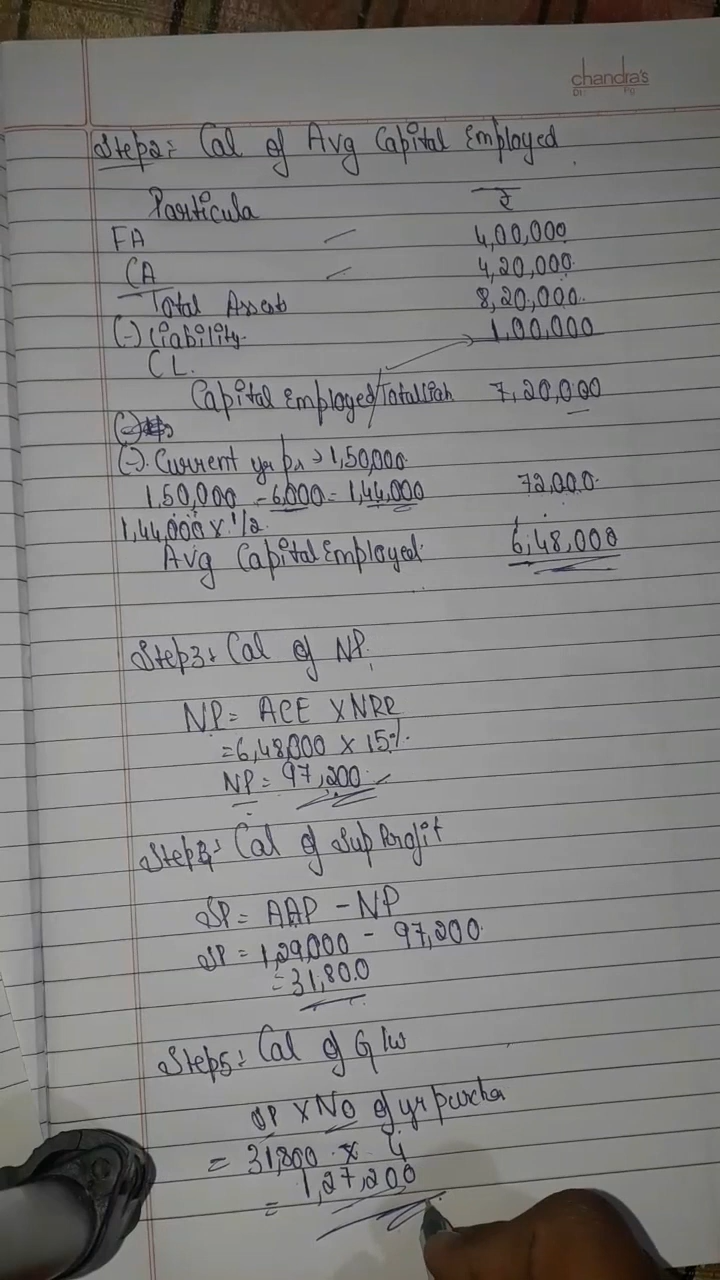 chandra's
Step2: Cal of Avg Capital Employed
Particula ₹
FA 4,00,000
CA 4,20,000
Total Assets 8,20,000
(-) Liability 1,00,000
CL.
Capital Employed/Total Liab 7,20,000
(-)
(-). Current yr pr > 1,50,000
1,50,000 - 6,000 = 1,44,000 72,000
1,44,000 x 1/2
Avg Capital Employed 6,48,000
Step3: Cal of NP.
NP = ACE x NRR
= 6,48,000 x 15%
NP = 97,200
Step4: Cal of Sup Profit
SP = AAP - NP
SP = 1,29,000 - 97,200
= 31,800
Step5: Cal of G/w
SP x No of yr purcha
= 31,800 x 4
= 1,27,200